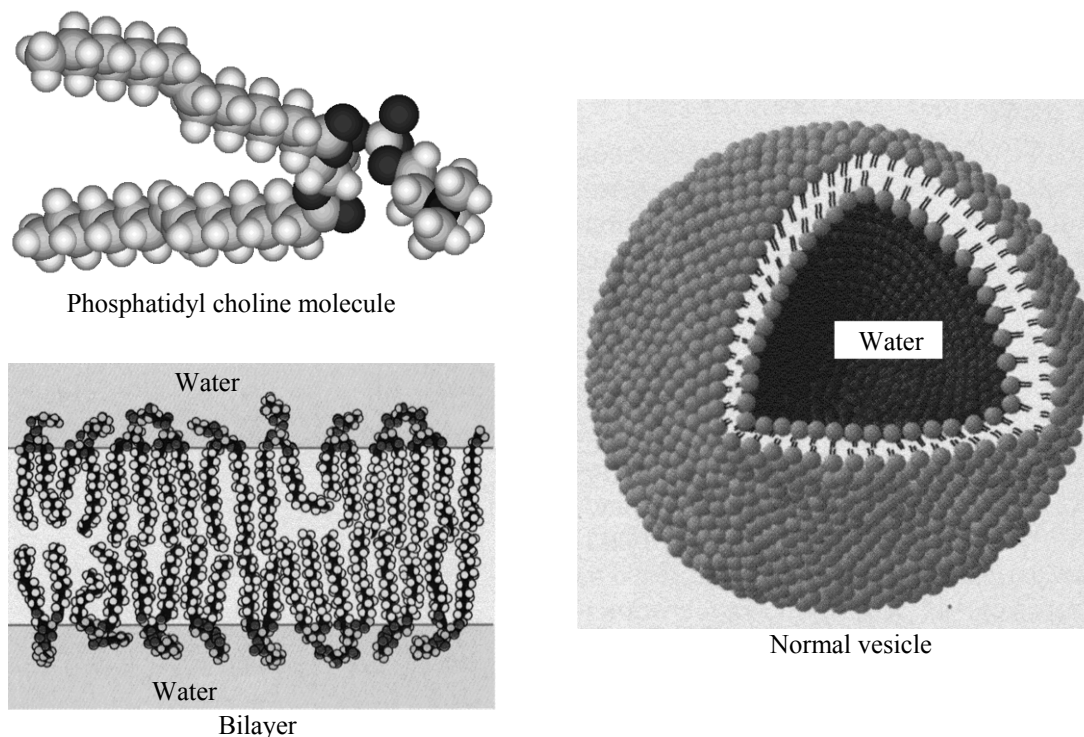 Phosphatidyl choline molecule
Water
Water
Bilayer
Water
Normal vesicle